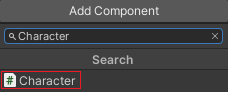 Add Component
Character
Search
# Character